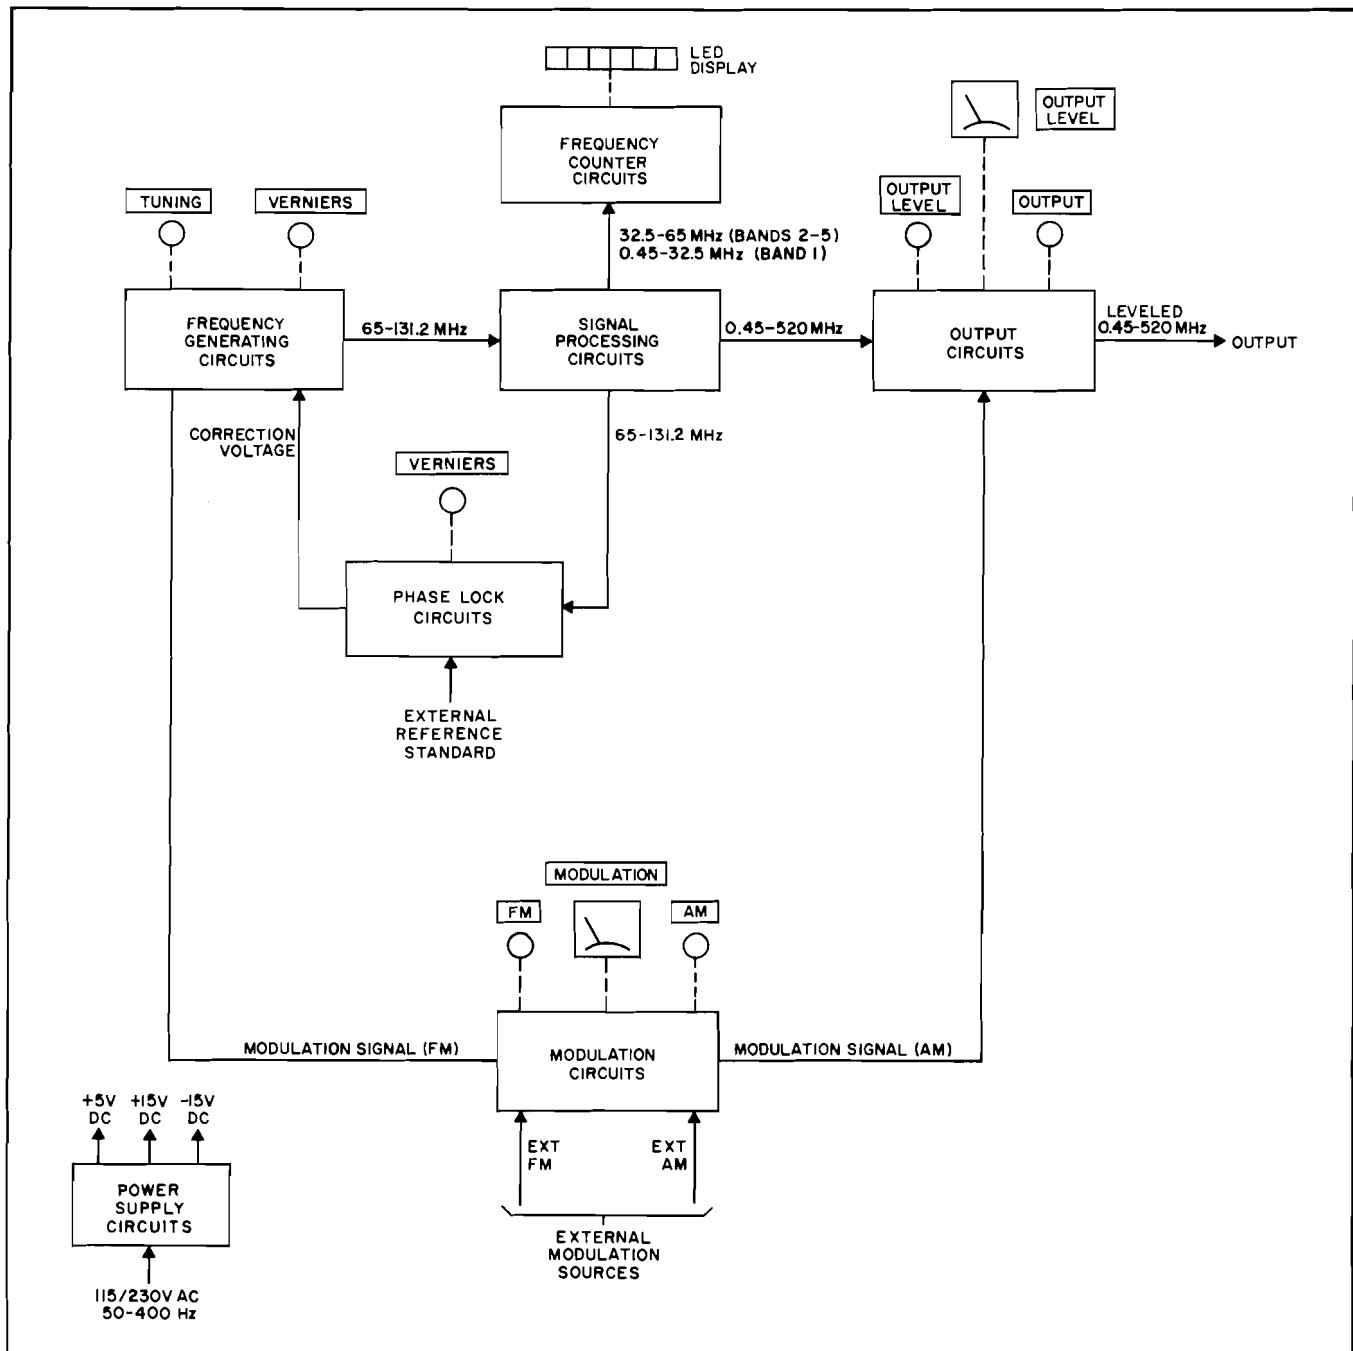 LED
DISPLAY
OUTPUT
LEVEL
FREQUENCY
COUNTER
CIRCUITS
TUNING
VERNIERS
OUTPUT
LEVEL
OUTPUT
32.5-65 MHz (BANDS 2-5)
0.45-32.5 MHz (BAND 1)
FREQUENCY
GENERATING
CIRCUITS
65-131.2 MHz
SIGNAL
PROCESSING
CIRCUITS
0.45-520 MHz
OUTPUT
CIRCUITS
LEVELED
0.45-520 MHz
OUTPUT
CORRECTION
VOLTAGE
65-131.2 MHz
VERNIERS
PHASE LOCK
CIRCUITS
EXTERNAL
REFERENCE
STANDARD
MODULATION
FM
AM
MODULATION SIGNAL (FM)
MODULATION
CIRCUITS
MODULATION SIGNAL (AM)
+5V
DC
+15V
DC
-15V
DC
EXT
FM
EXT
AM
POWER
SUPPLY
CIRCUITS
EXTERNAL
MODULATION
SOURCES
115/230V AC
50-400 Hz